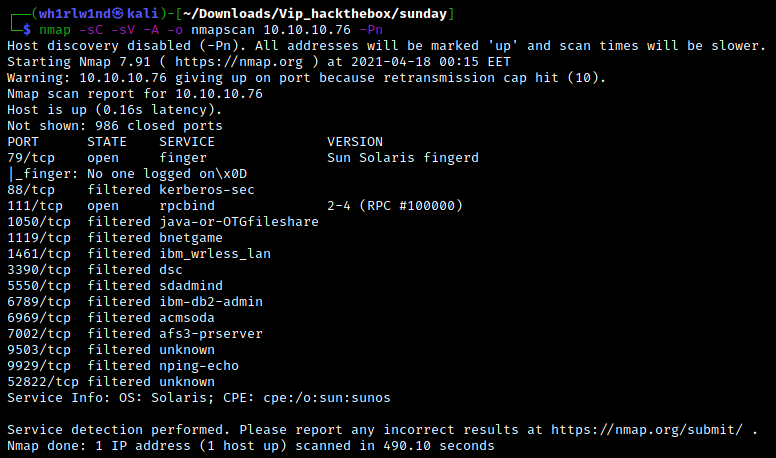 ┌──(wh1rlw1nd㉿kali)-[~/Downloads/Vip_hackthebox/sunday]
└─$ nmap -sC -sV -A -o nmapscan 10.10.10.76 -Pn
Host discovery disabled (-Pn). All addresses will be marked 'up' and scan times will be slower.
Starting Nmap 7.91 ( https://nmap.org ) at 2021-04-18 00:15 EET
Warning: 10.10.10.76 giving up on port because retransmission cap hit (10).
Nmap scan report for 10.10.10.76
Host is up (0.16s latency).
Not shown: 986 closed ports
PORT      STATE    SERVICE              VERSION
79/tcp    open     finger               Sun Solaris fingerd
|_finger: No one logged on\x0D
88/tcp    filtered kerberos-sec
111/tcp   open     rpcbind              2-4 (RPC #100000)
1050/tcp  filtered java-or-OTGfileshare
1119/tcp  filtered bnetgame
1461/tcp  filtered ibm_wrless_lan
3390/tcp  filtered dsc
5550/tcp  filtered sdadmind
6789/tcp  filtered ibm-db2-admin
6969/tcp  filtered acmsoda
7002/tcp  filtered afs3-prserver
9503/tcp  filtered unknown
9929/tcp  filtered nping-echo
52822/tcp filtered unknown
Service Info: OS: Solaris; CPE: cpe:/o:sun:sunos

Service detection performed. Please report any incorrect results at https://nmap.org/submit/ .
Nmap done: 1 IP address (1 host up) scanned in 490.10 seconds